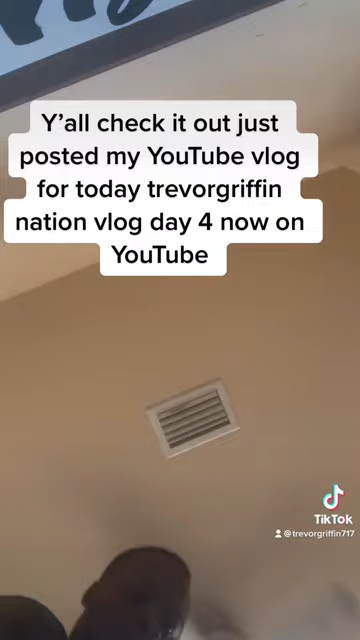 Y'all check it out just
posted my YouTube vlog
for today trevorgriffin
nation vlog day 4 now on
YouTube
TikTok
@trevorgriffin717